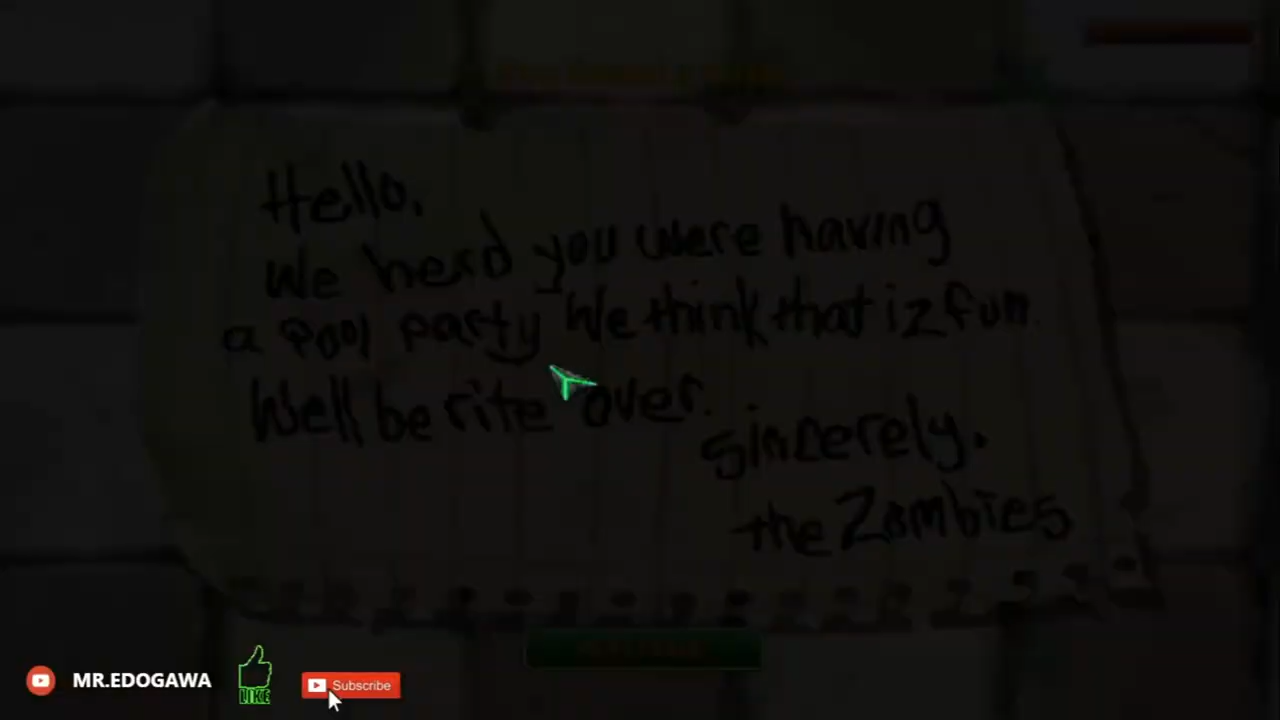 Hello,
We herd you were having
a pool party We think that iz fun.
Well be rite over.
Sincerely.
the Zombies
MR.EDOGAWA
LIKE
Subscribe